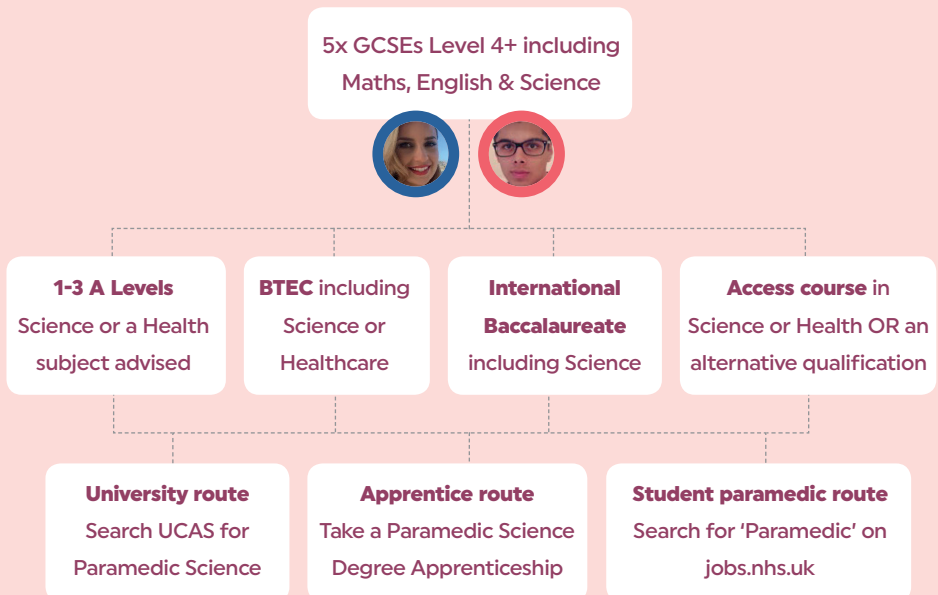 5x GCSEs Level 4+ including
Maths, English & Science
1-3 A Levels
Science or a Health
subject advised
BTEC including
Science or
Healthcare
International
Baccalaureate
including Science
Access course in
Science or Health OR an
alternative qualification
University route
Search UCAS for
Paramedic Science
Apprentice route
Take a Paramedic Science
Degree Apprenticeship
Student paramedic route
Search for ‘Paramedic’ on
jobs.nhs.uk